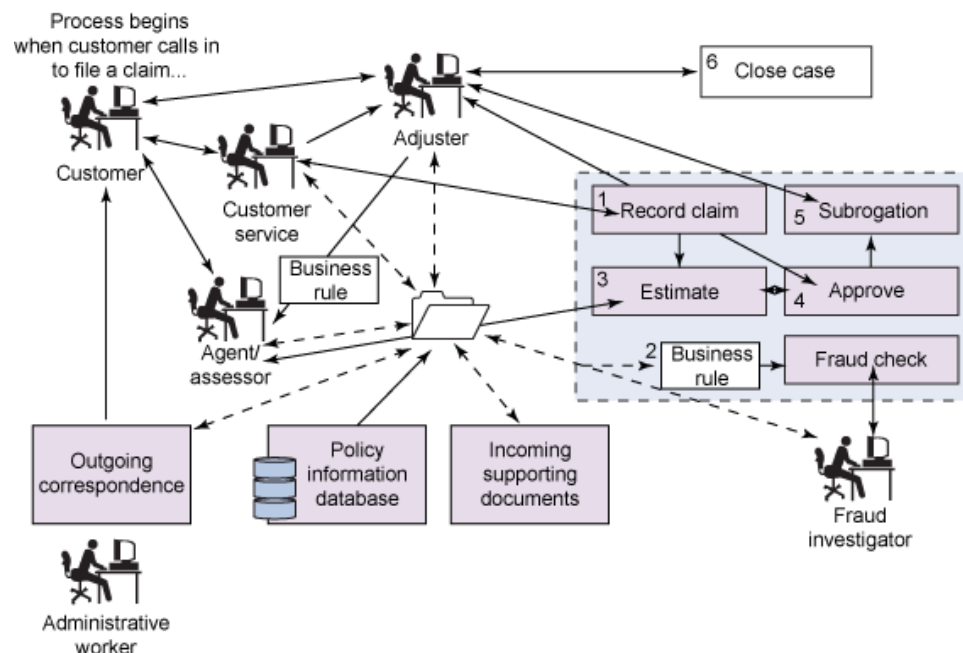 Process begins
when customer calls in
to file a claim...
Customer
Customer
service
Adjuster
6
Close case
1
Record claim
5
Subrogation
3
Estimate
4
Approve
2
Business
rule
Fraud check
Business
rule
Agent/
assessor
Outgoing
correspondence
Policy
information
database
Incoming
supporting
documents
Fraud
investigator
Administrative
worker